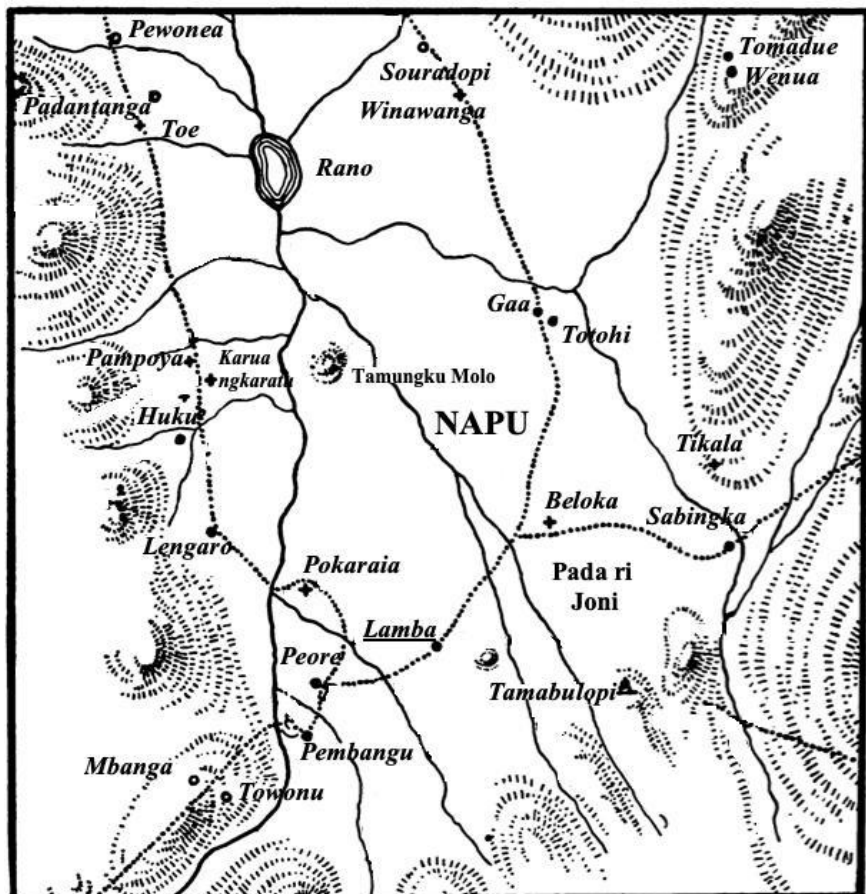 Pewonea
Souradopi
Tomadue
Wenua
Padantanga
Winawanga
Toe
Rano
Gaa
Totohi
Pampoya
Karua
ngkaratu
Tamungku Molo
Huku
NAPU
Tikala
Beloka
Sabingka
Lengaro
Pokaraia
Pada ri
Joni
Lamba
Peore
Tamabulopi
Pembangu
Mbanga
Towonu